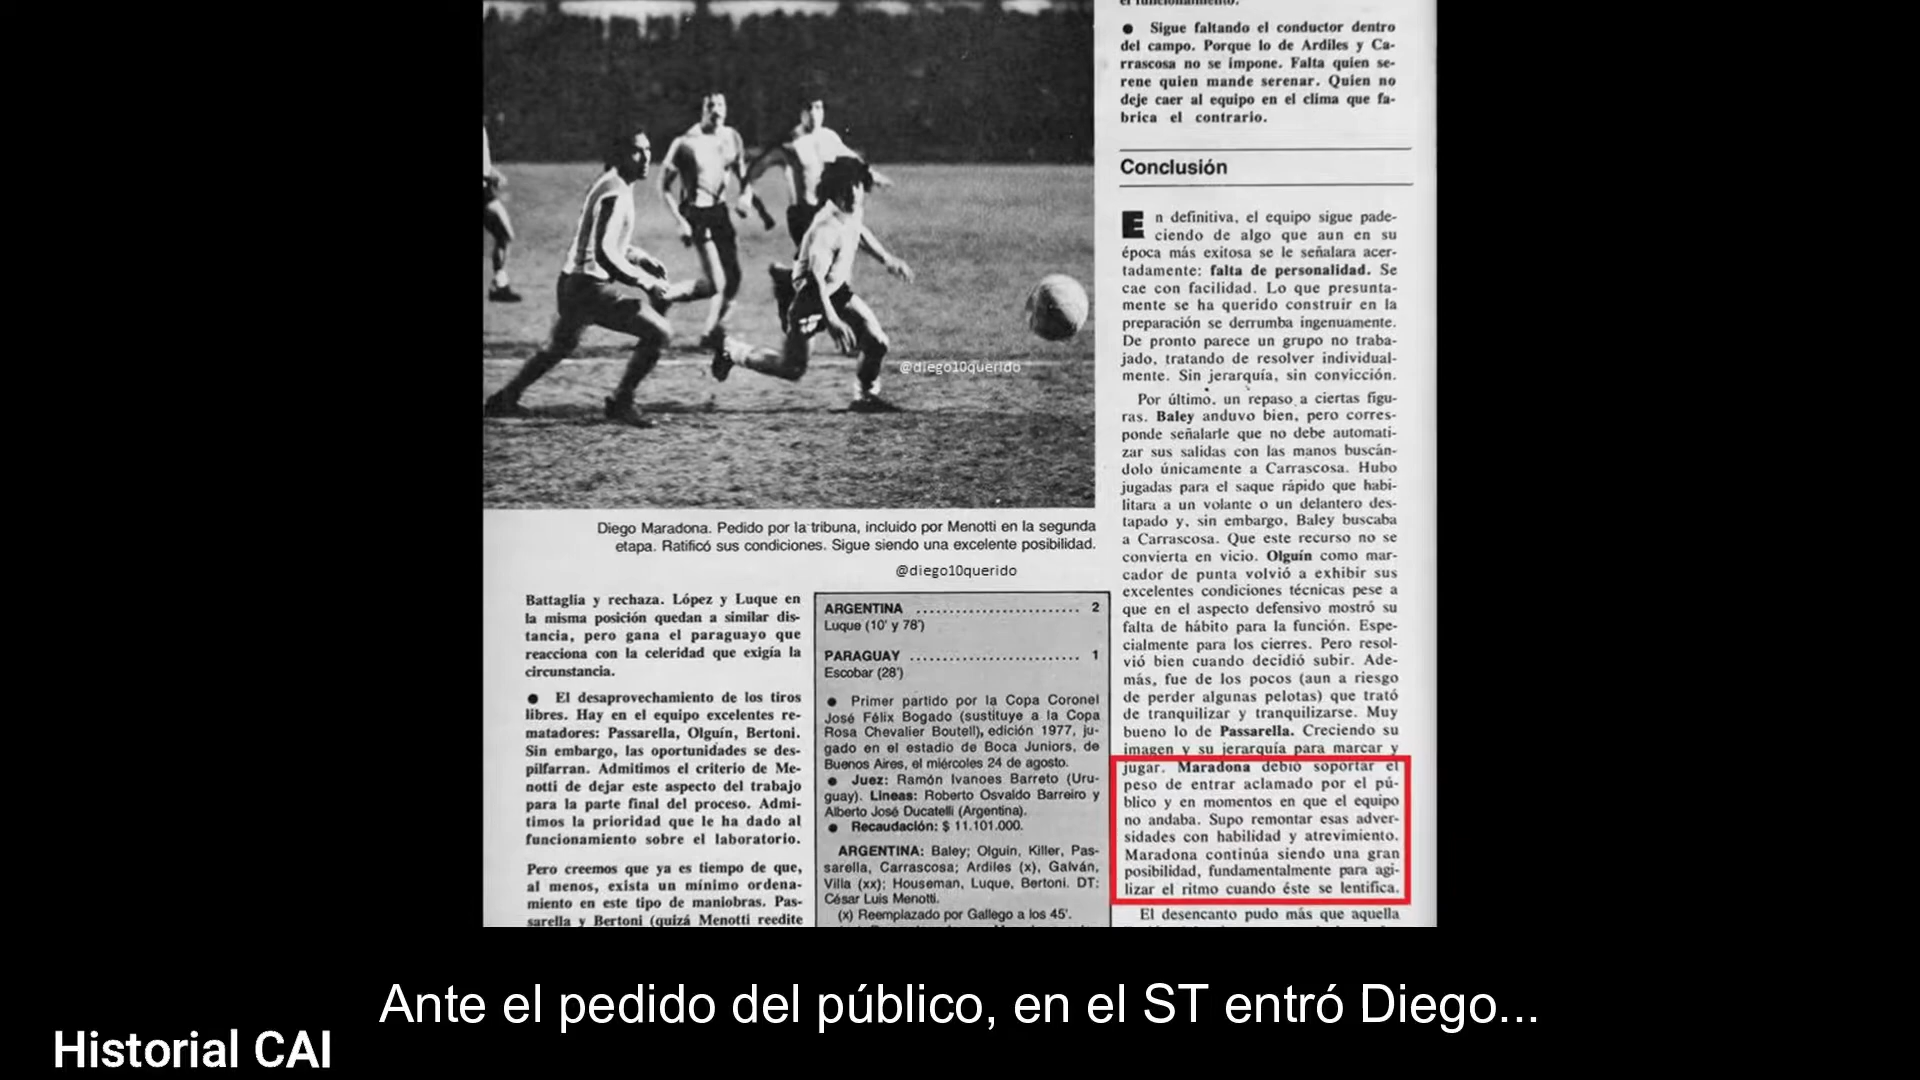 ● Sigue faltando el conductor dentro
del campo. Porque lo de Ardiles y Ca-
rrascosa no se impone. Falta quien se-
rene quien mande serenar. Quien no
deje caer al equipo en el clima que fa-
brica el contrario.
Conclusión
En definitiva, el equipo sigue pade-
ciendo de algo que aun en su
época más exitosa se le señalara acer-
tadamente: falta de personalidad. Se
cae con facilidad. Lo que presunta-
mente se ha querido construir en la
preparación se derrumba ingenuamente.
De pronto parece un grupo no traba-
jado, tratando de resolver individual-
mente. Sin jerarquía, sin convicción.
Por último, un repaso a ciertas figu-
ras. Baley anduvo bien, pero corres-
ponde señalarle que no debe automati-
zar sus salidas con las manos buscán-
dolo únicamente a Carrascosa. Hubo
jugadas para el saque rápido que habi-
litara a un volante o un delantero des-
tapado y, sin embargo, Baley buscaba
a Carrascosa. Que este recurso no se
convierta en vicio. Olguín como mar-
cador de punta volvió a exhibir sus
excelentes condiciones técnicas pese a
que en el aspecto defensivo mostró su
falta de hábito para la función. Espe-
cialmente para los cierres. Pero resol-
vió bien cuando decidió subir. Ade-
más, fue de los pocos (aun a riesgo
de perder algunas pelotas) que trató
de tranquilizar y tranquilizarse. Muy
bueno lo de Passarella. Creciendo su
imagen y su jerarquía para marcar y
jugar. Maradona debió soportar el
peso de entrar aclamado por el pú-
blico y en momentos en que el equipo
no andaba. Supo remontar esas adver-
sidades con habilidad y atrevimiento.
Maradona continúa siendo una gran
posibilidad, fundamentalmente para agi-
lizar el ritmo cuando éste se lentifica.
El desencanto pudo más que aquella
@diego10querido
Diego Maradona. Pedido por la tribuna, incluido por Menotti en la segunda
etapa. Ratificó sus condiciones. Sigue siendo una excelente posibilidad.
@diego10querido
Battaglia y rechaza. López y Luque en
la misma posición quedan a similar dis-
tancia, pero gana el paraguayo que
reacciona con la celeridad que exigía la
circunstancia.
● El desaprovechamiento de los tiros
libres. Hay en el equipo excelentes re-
matadores: Passarella, Olguín, Bertoni.
Sin embargo, las oportunidades se des-
pilfarran. Admitimos el criterio de Me-
notti de dejar este aspecto del trabajo
para la parte final del proceso. Admi-
timos la prioridad que le ha dado al
funcionamiento sobre el laboratorio.
Pero creemos que ya es tiempo de que,
al menos, exista un mínimo ordena-
miento en este tipo de maniobras. Pas-
sarella y Bertoni (quizá Menotti reedite
ARGENTINA ........................ 2
Luque (10' y 78')
PARAGUAY ........................ 1
Escobar (28')
● Primer partido por la Copa Coronel
José Félix Bogado (sustituye a la Copa
Rosa Chevalier Boutell), edición 1977, ju-
gado en el estadio de Boca Juniors, de
Buenos Aires, el miércoles 24 de agosto.
● Juez: Ramón Ivanoes Barreto (Uru-
guay). Líneas: Roberto Osvaldo Barreiro y
Alberto José Ducatelli (Argentina).
● Recaudación: $ 11.101.000.
ARGENTINA: Baley; Olguín, Killer, Pas-
sarella, Carrascosa; Ardiles (x), Galván,
Villa (xx); Houseman, Luque, Bertoni. DT:
César Luis Menotti.
(x) Reemplazado por Gallego a los 45'.
Ante el pedido del público, en el ST entró Diego...
Historial CAI